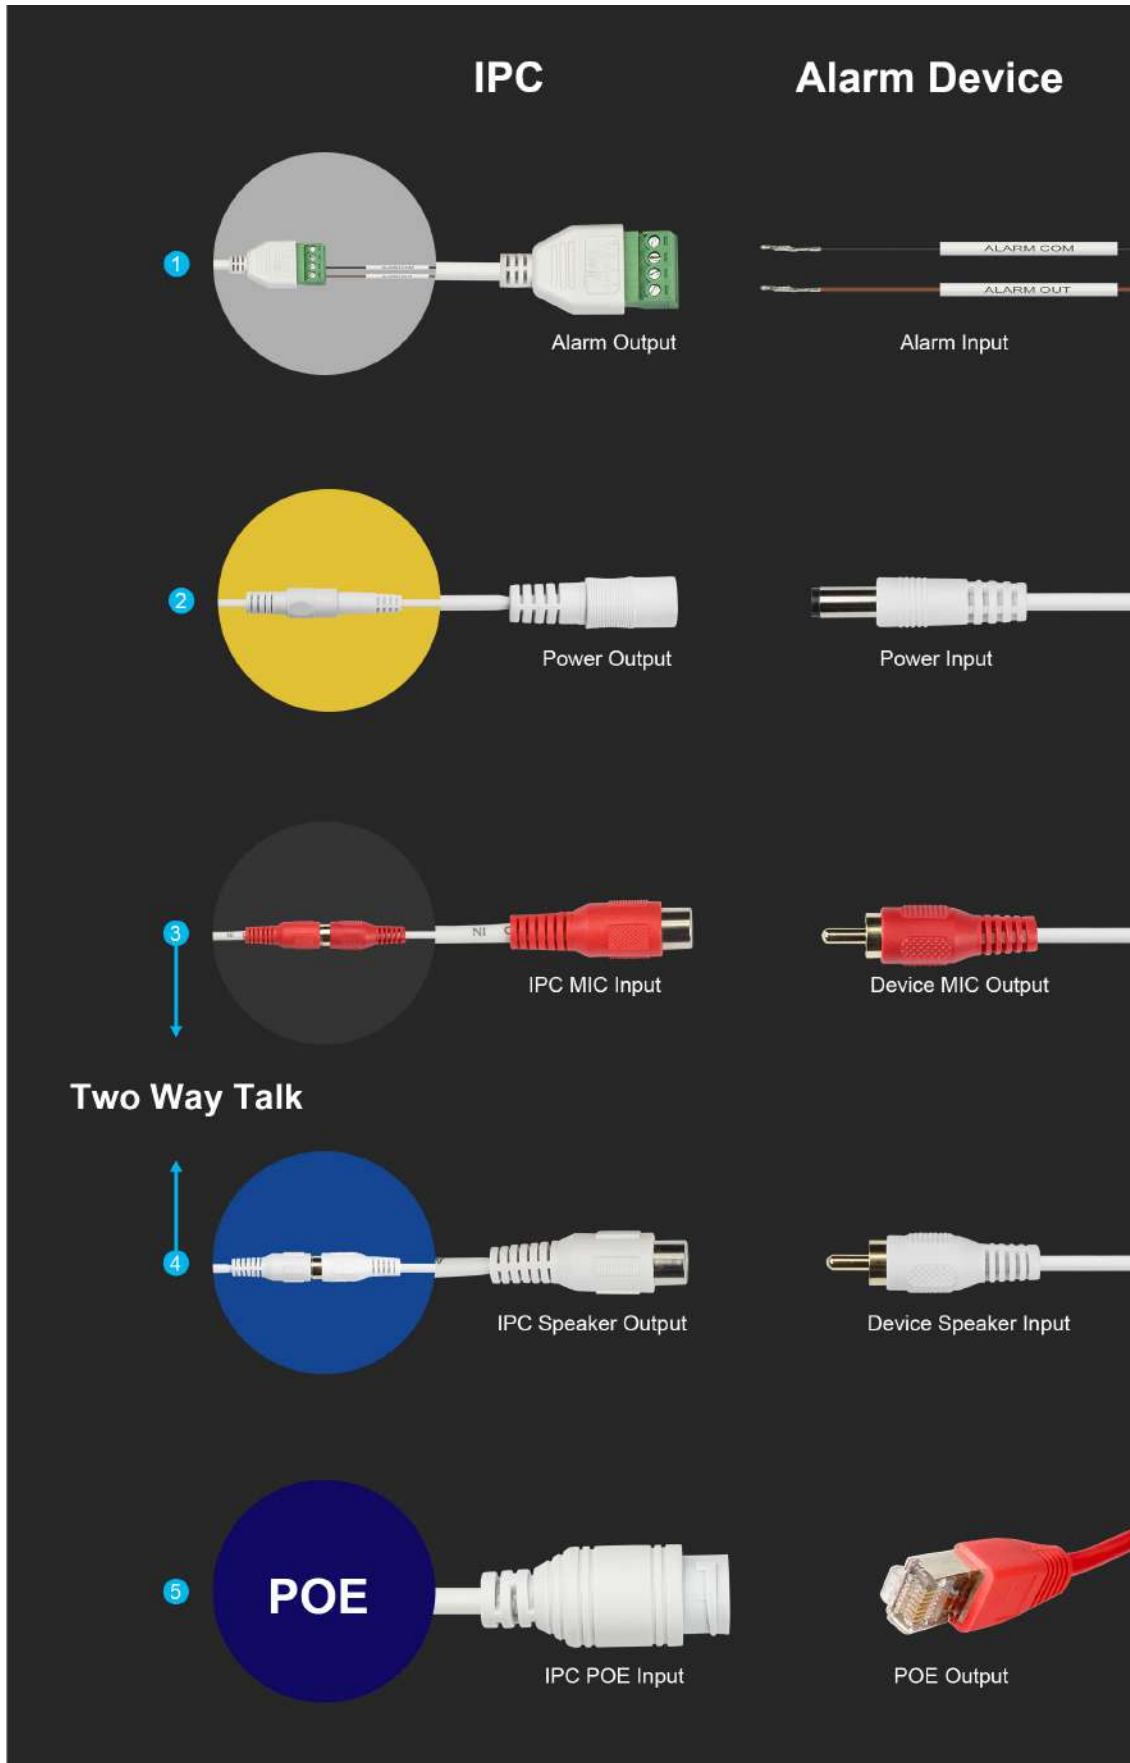 IPC Alarm Device
1
ALARM COM
ALARM OUT
Alarm Output Alarm Input
2
Power Output Power Input
3
IN
IPC MIC Input Device MIC Output
Two Way Talk
4
IPC Speaker Output Device Speaker Input
5
POE
IPC POE Input POE Output